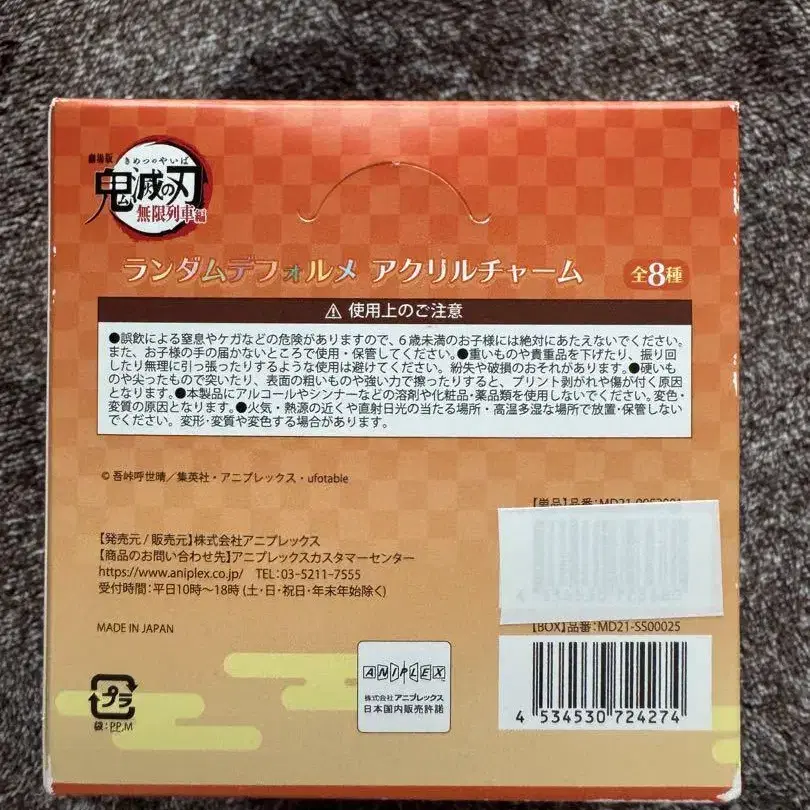 劇場版
きめつのやいば
鬼滅の刃
無限列車編
ランダムデフォルメ アクリルチャーム 全8種
⚠ 使用上のご注意
●誤飲による窒息やケガなどの危険がありますので、6歳未満のお子様には絶対にあたえないでください。
また、お子様の手の届かないところで使用・保管してください。●重いものや貴重品を下げたり、振り回
したり無理に引っ張ったりするような使用は避けてください。紛失や破損のおそれがあります。●硬いも
のや尖ったもので突いたり、表面の粗いものや強い力で擦ったりすると、プリント剥がれや傷が付く原因
となります。●本製品にアルコールやシンナーなどの溶剤や化粧品・薬品類を使用しないでください。変色・
変質の原因となります。●火気・熱源の近くや直射日光の当たる場所・高温多湿な場所で放置・保管しない
でください。変形・変質や変色する場合があります。
© 吾峠呼世晴／集英社・アニプレックス・ufotable
【発売元 / 販売元】株式会社アニプレックス
【商品のお問い合わせ先】アニプレックスカスタマーセンター
https://www.aniplex.co.jp/ TEL：03-5211-7555
受付時間：平日10時〜18時 (土・日・祝日・年末年始除く)
MADE IN JAPAN
プラ
袋：PP,M
ANIPLEX
株式会社アニプレックス
日本国内販売許諾
【単品】品番：
【BOX】品番：MD21-SS00025
4 534530 724274